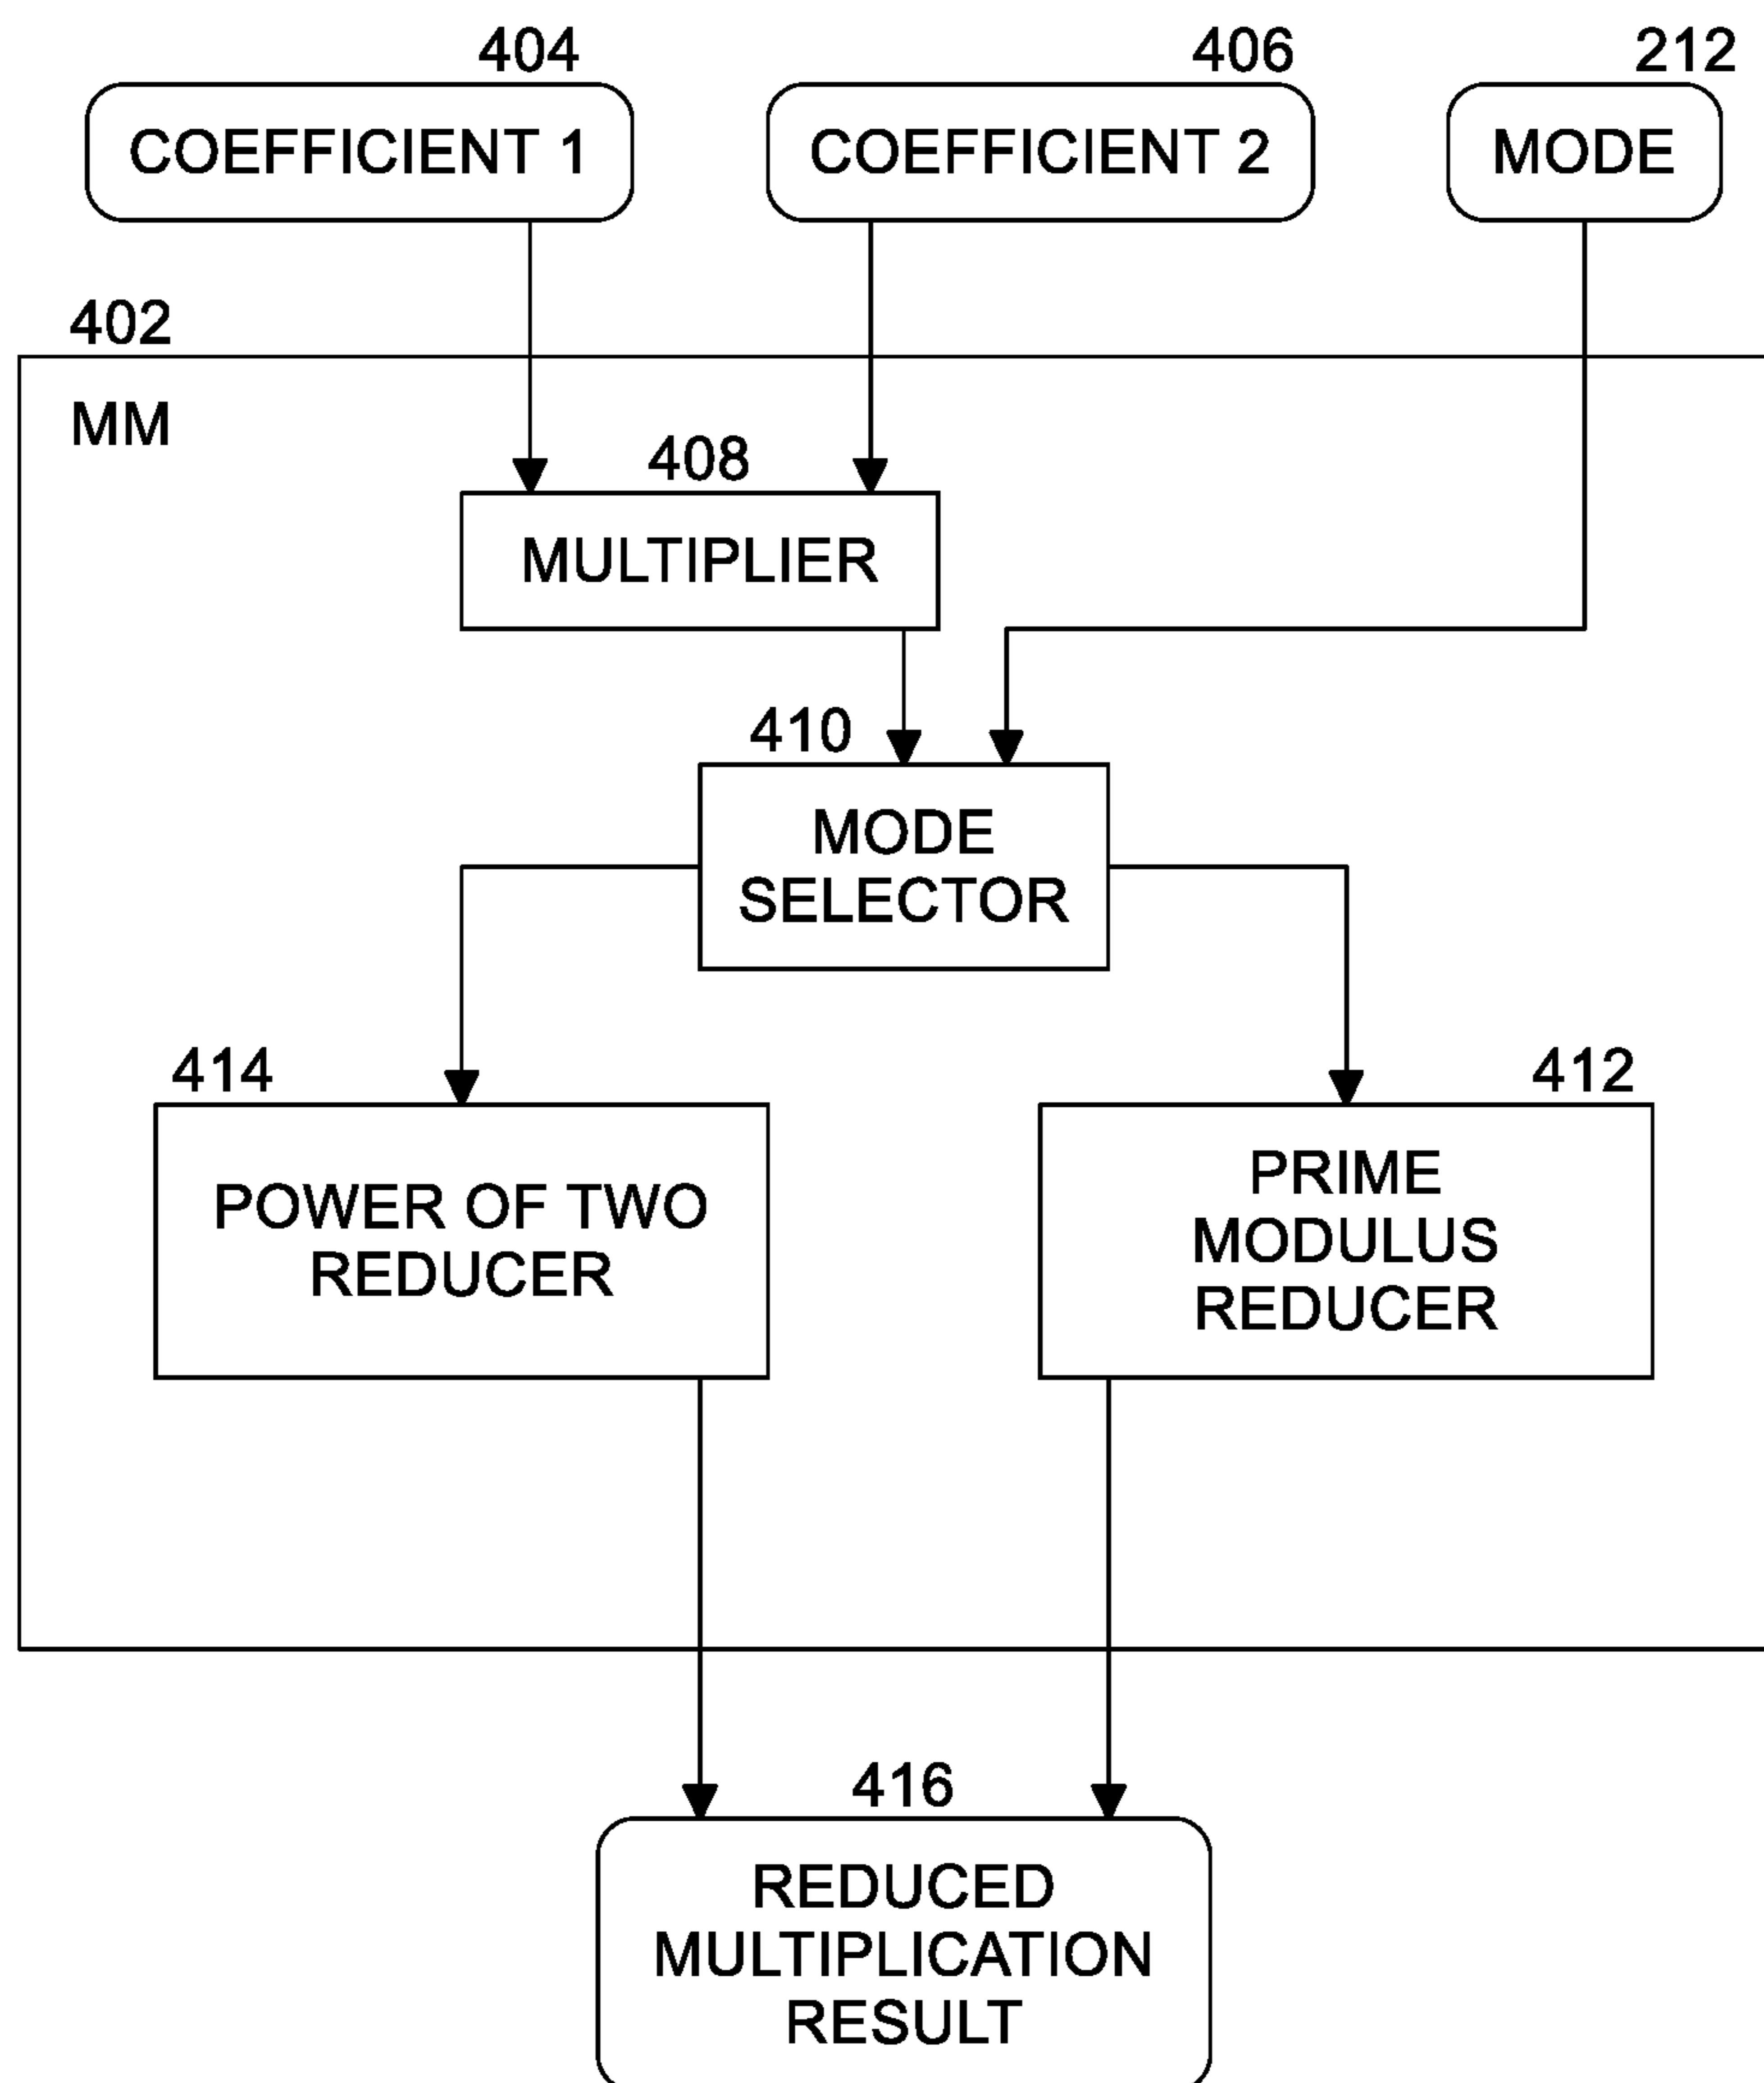 404
406
212
COEFFICIENT 1
COEFFICIENT 2
MODE
402
MM
408
MULTIPLIER
410
MODE
SELECTOR
414
412
POWER OF TWO
REDUCER
PRIME
MODULUS
REDUCER
416
REDUCED
MULTIPLICATION
RESULT